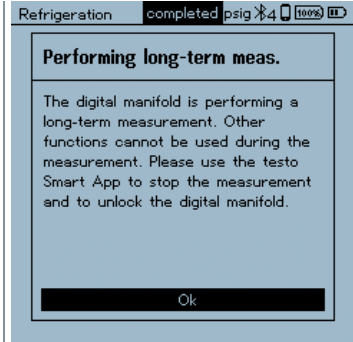 Refrigeration completed psig 4 100%
Performing long-term meas.
The digital manifold is performing a
long-term measurement. Other
functions cannot be used during the
measurement. Please use the testo
Smart App to stop the measurement
and to unlock the digital manifold.
Ok